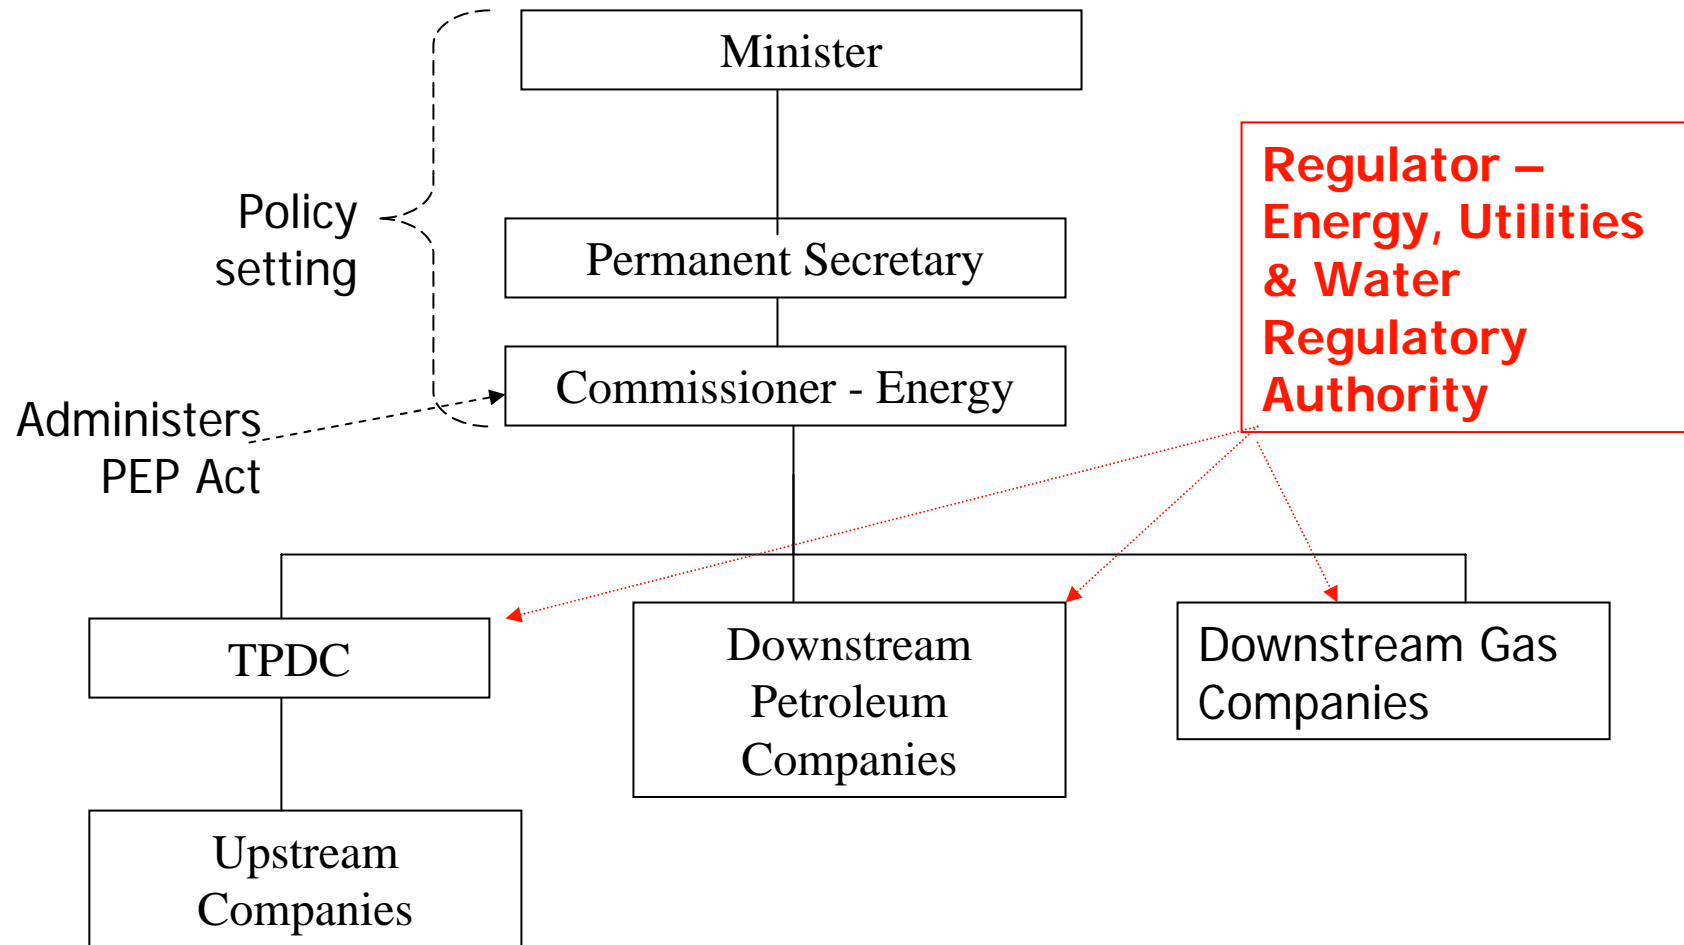 Minister
Regulator –
Energy, Utilities
& Water
Regulatory
Authority
Policy
setting
Permanent Secretary
Commissioner - Energy
Administers
PEP Act
TPDC
Downstream
Petroleum
Companies
Downstream Gas
Companies
Upstream
Companies